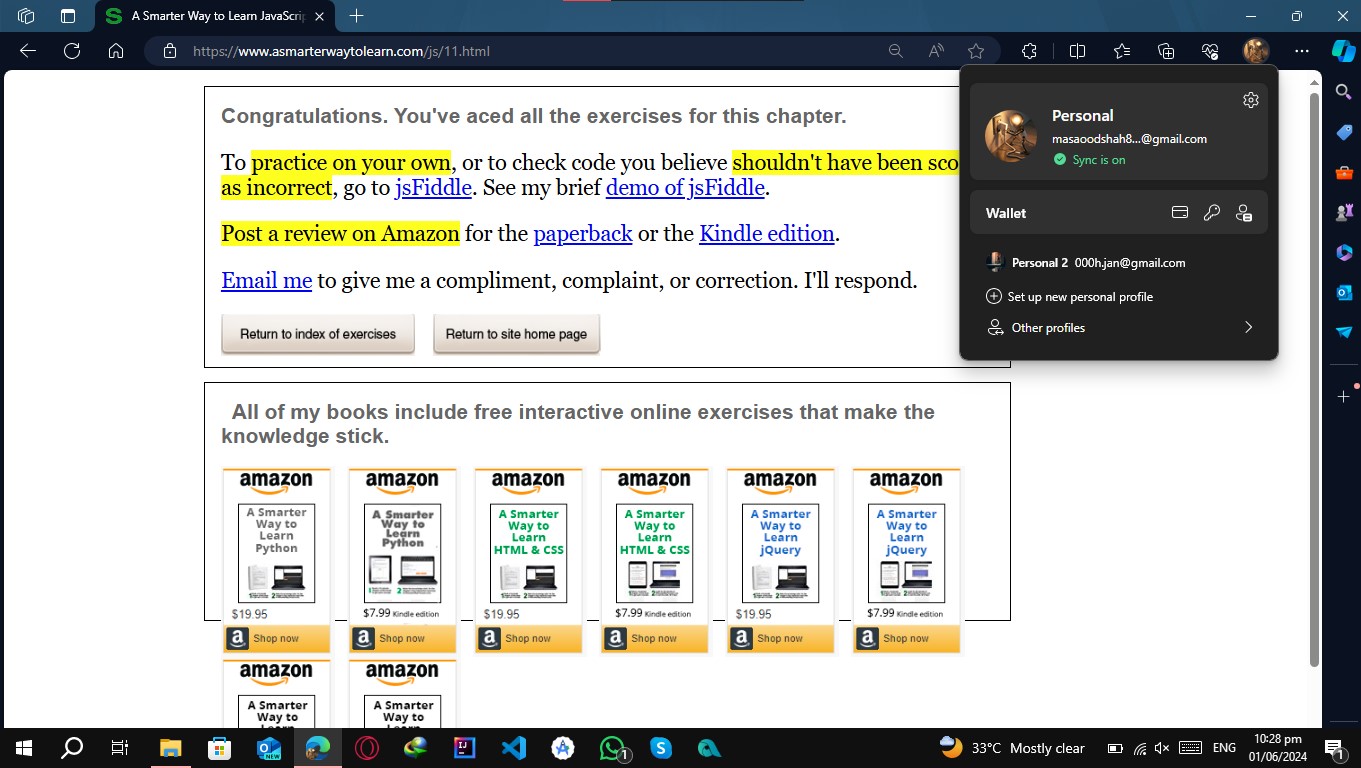 A Smarter Way to Learn JavaScrip
https://www.asmarterwaytolearn.com/js/11.html
Congratulations. You've aced all the exercises for this chapter.
To practice on your own, or to check code you believe shouldn't have been sco
as incorrect, go to jsFiddle. See my brief demo of jsFiddle.
Post a review on Amazon for the paperback or the Kindle edition.
Email me to give me a compliment, complaint, or correction. I'll respond.
Return to index of exercises
Return to site home page
Personal
masaoodshah8...@gmail.com
Sync is on
Wallet
Personal 2 000h.jan@gmail.com
Set up new personal profile
Other profiles
All of my books include free interactive online exercises that make the
knowledge stick.
amazon
A Smarter
Way to
Learn
Python
$19.95
Shop now
amazon
A Smarter
Way to
Learn
Python
$7.99 Kindle edition
Shop now
amazon
A Smarter
Way to
Learn
HTML & CSS
$19.95
Shop now
amazon
A Smarter
Way to
Learn
HTML & CSS
$7.99 Kindle edition
Shop now
amazon
A Smarter
Way to
Learn
jQuery
$19.95
Shop now
amazon
A Smarter
Way to
Learn
jQuery
$7.99 Kindle edition
Shop now
amazon
A Smarter
Way to
amazon
A Smarter
Way to
33°C Mostly clear
ENG
10:28 pm
01/06/2024